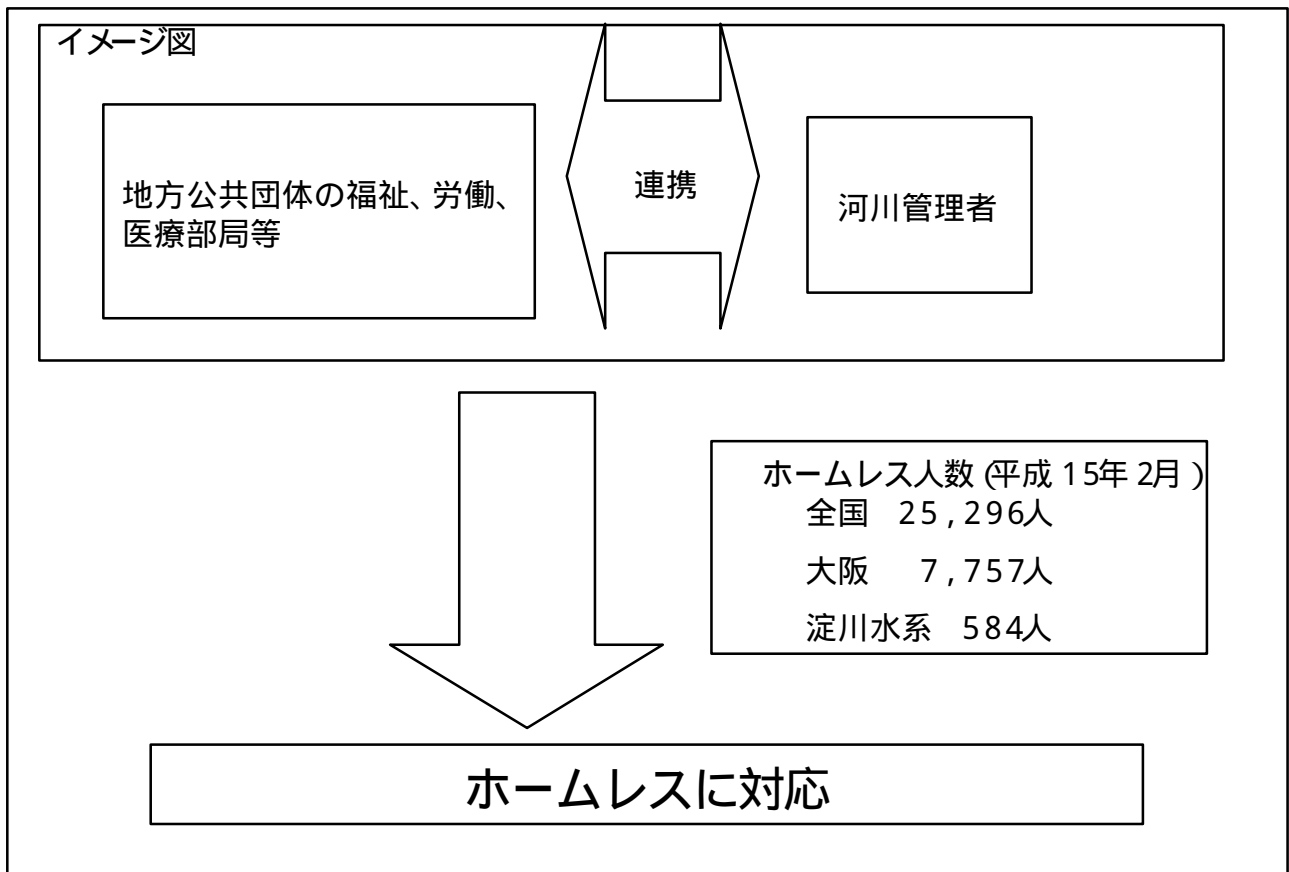 イメージ図
地方公共団体の福祉、労働、
医療部局等
連携
河川管理者
ホームレス人数(平成15年2月)
全国 25,296人
大阪 7,757人
淀川水系 584人
ホームレスに対応